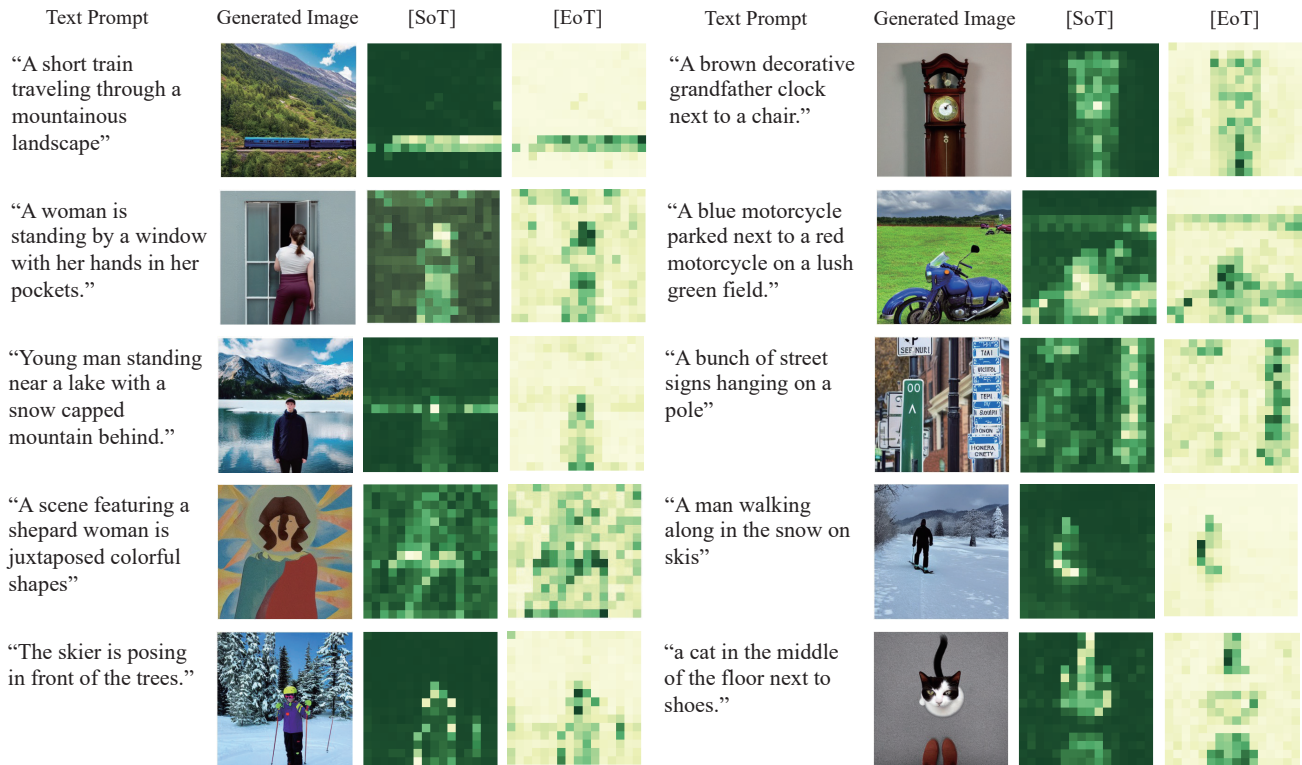 Text Prompt Generated Image [SoT] [EoT] Text Prompt Generated Image [SoT] [EoT]
“A short train
traveling through a
mountainous
landscape”
“A brown decorative
grandfather clock
next to a chair.”
“A woman is
standing by a window
with her hands in her
pockets.”
“A blue motorcycle
parked next to a red
motorcycle on a lush
green field.”
“Young man standing
near a lake with a
snow capped
mountain behind.”
“A bunch of street
signs hanging on a
pole”
SEF NURI
00
TAXI
“A scene featuring a
shepard woman is
juxtaposed colorful
shapes”
“A man walking
along in the snow on
skis”
“The skier is posing
in front of the trees.”
“a cat in the middle
of the floor next to
shoes.”